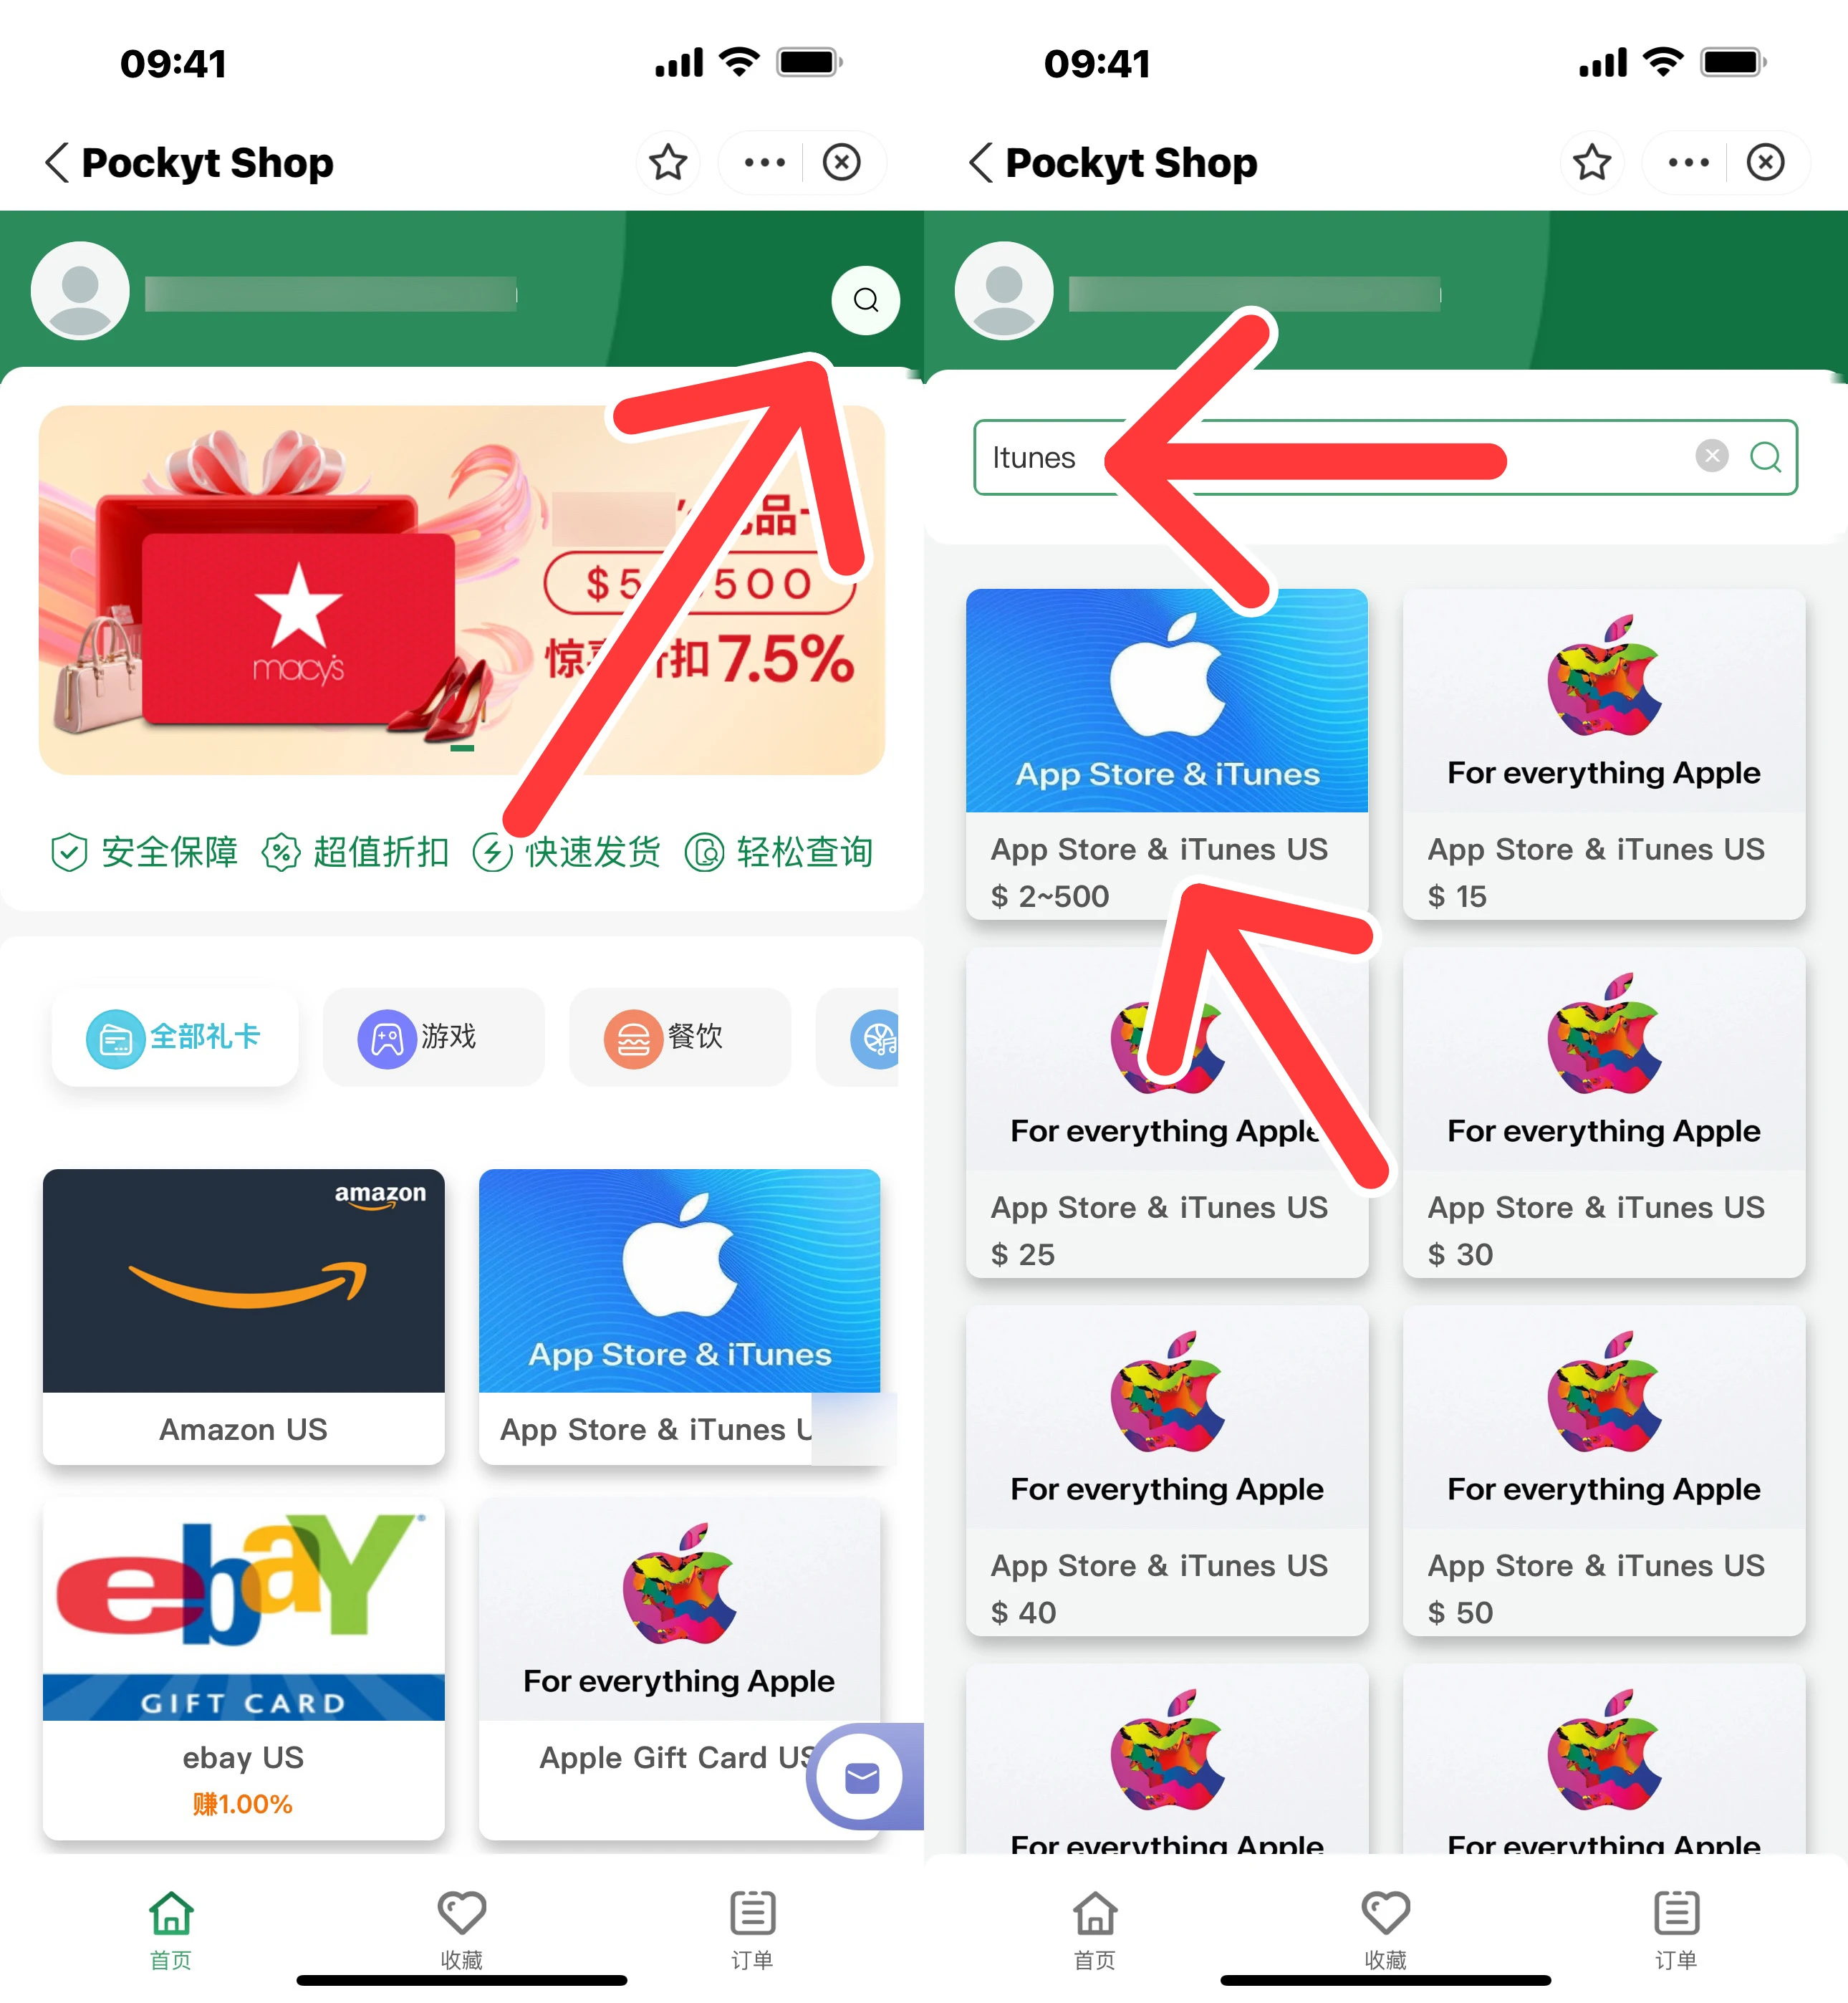 09:41
Pockyt Shop
品
$5 500
惊 折扣7.5%
macy's
安全保障 超值折扣 快速发货 轻松查询
全部礼卡 游戏 餐饮
amazon
App Store & iTunes
Amazon US App Store & iTunes
ebay
GIFT CARD
For everything Apple
ebay US Apple Gift Card US
赚1.00%
首页 收藏 订单
09:41
Pockyt Shop
Itunes
App Store & iTunes For everything Apple
App Store & iTunes US App Store & iTunes US
$ 2~500 $ 15
For everything Apple For everything Apple
App Store & iTunes US App Store & iTunes US
$ 25 $ 30
For everything Apple For everything Apple
App Store & iTunes US App Store & iTunes US
$ 40 $ 50
For everything Apple For everything Apple
首页 收藏 订单